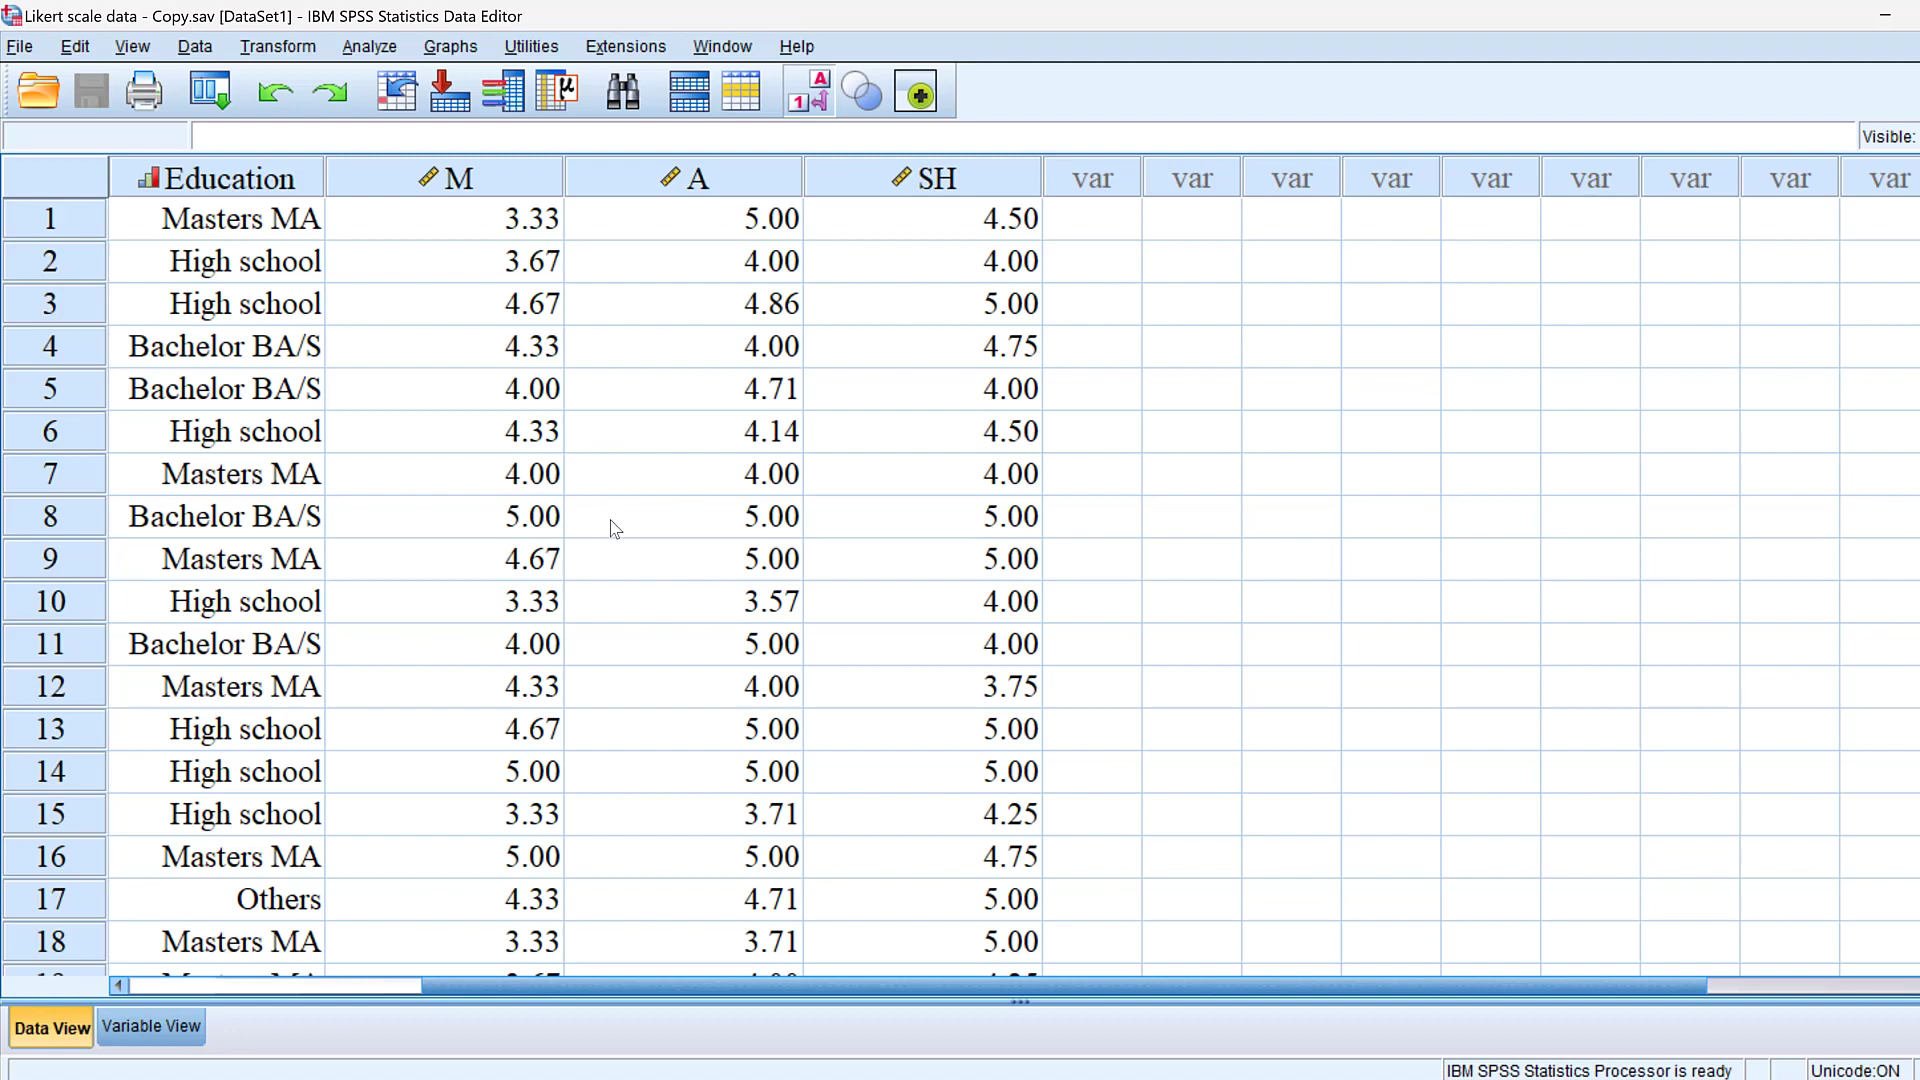 Likert scale data - Copy.sav [DataSet1] - IBM SPSS Statistics Data Editor
File Edit View Data Transform Analyze Graphs Utilities Extensions Window Help
Visible:
Education M A SH var var var var var var var var var
1 Masters MA 3.33 5.00 4.50
2 High school 3.67 4.00 4.00
3 High school 4.67 4.86 5.00
4 Bachelor BA/S 4.33 4.00 4.75
5 Bachelor BA/S 4.00 4.71 4.00
6 High school 4.33 4.14 4.50
7 Masters MA 4.00 4.00 4.00
8 Bachelor BA/S 5.00 5.00 5.00
9 Masters MA 4.67 5.00 5.00
10 High school 3.33 3.57 4.00
11 Bachelor BA/S 4.00 5.00 4.00
12 Masters MA 4.33 4.00 3.75
13 High school 4.67 5.00 5.00
14 High school 5.00 5.00 5.00
15 High school 3.33 3.71 4.25
16 Masters MA 5.00 5.00 4.75
17 Others 4.33 4.71 5.00
18 Masters MA 3.33 3.71 5.00
Data View Variable View
IBM SPSS Statistics Processor is ready Unicode:ON